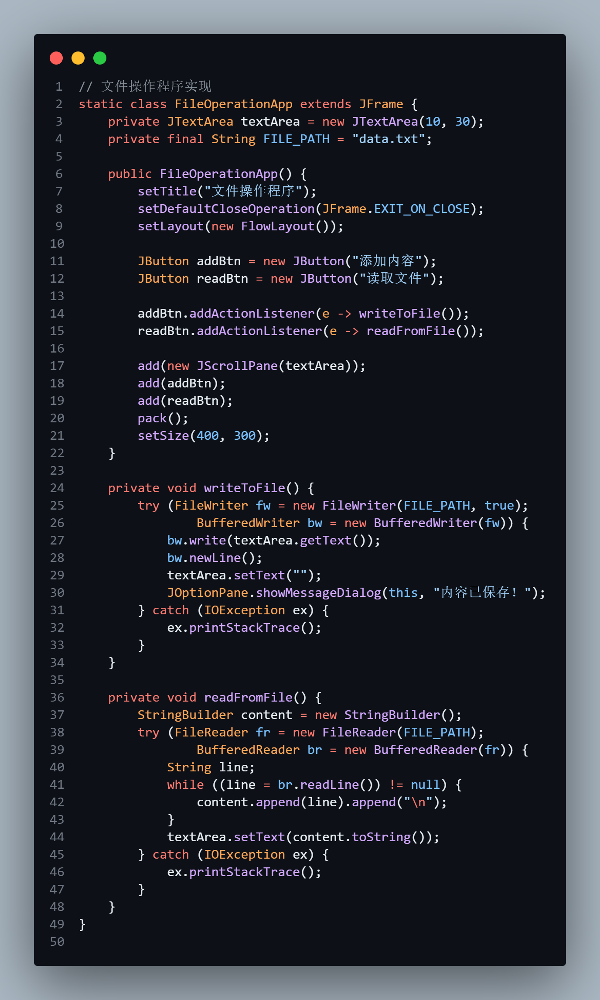 1 // 文件操作程序实现
2 static class FileOperationApp extends JFrame {
3     private JTextArea textArea = new JTextArea(10, 30);
4     private final String FILE_PATH = "data.txt";
5
6     public FileOperationApp() {
7         setTitle("文件操作程序");
8         setDefaultCloseOperation(JFrame.EXIT_ON_CLOSE);
9         setLayout(new FlowLayout());
10
11         JButton addBtn = new JButton("添加内容");
12         JButton readBtn = new JButton("读取文件");
13
14         addBtn.addActionListener(e -> writeToFile());
15         readBtn.addActionListener(e -> readFromFile());
16
17         add(new JScrollPane(textArea));
18         add(addBtn);
19         add(readBtn);
20         pack();
21         setSize(400, 300);
22     }
23
24     private void writeToFile() {
25         try (FileWriter fw = new FileWriter(FILE_PATH, true);
26                 BufferedWriter bw = new BufferedWriter(fw)) {
27             bw.write(textArea.getText());
28             bw.newLine();
29             textArea.setText("");
30             JOptionPane.showMessageDialog(this, "内容已保存！");
31         } catch (IOException ex) {
32             ex.printStackTrace();
33         }
34     }
35
36     private void readFromFile() {
37         StringBuilder content = new StringBuilder();
38         try (FileReader fr = new FileReader(FILE_PATH);
39                 BufferedReader br = new BufferedReader(fr)) {
40             String line;
41             while ((line = br.readLine()) != null) {
42                 content.append(line).append("\n");
43             }
44             textArea.setText(content.toString());
45         } catch (IOException ex) {
46             ex.printStackTrace();
47         }
48     }
49 }
50